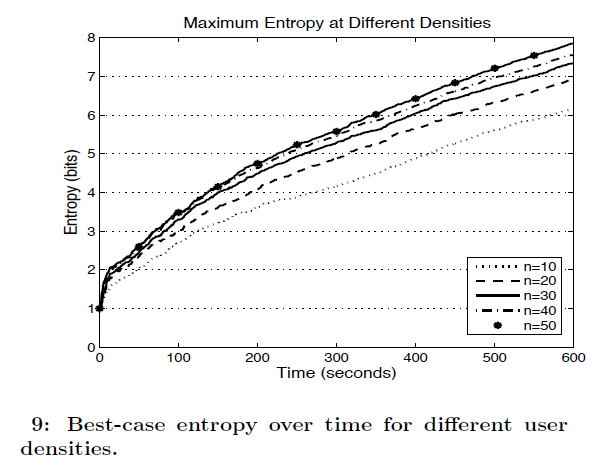 Maximum Entropy at Different Densities
8
7
6
5
4
3
2
1
0
Entropy (bits)
0 100 200 300 400 500 600
Time (seconds)
n=10
n=20
n=30
n=40
n=50
9: Best-case entropy over time for different user
densities.